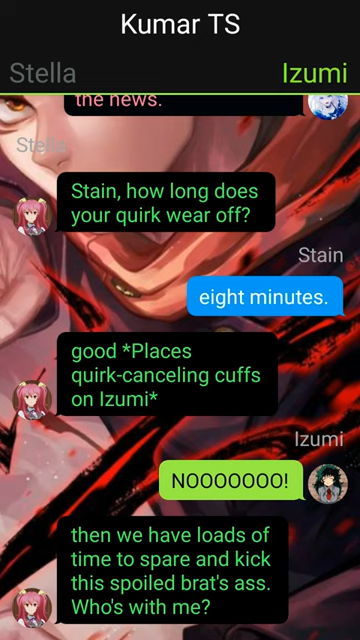 Kumar TS
Stella
Izumi
the news.
Stella
Stain, how long does
your quirk wear off?
Stain
eight minutes.
good *Places
quirk-canceling cuffs
on Izumi*
Izumi
NOOOOOOO!
then we have loads of
time to spare and kick
this spoiled brat's ass.
Who's with me?